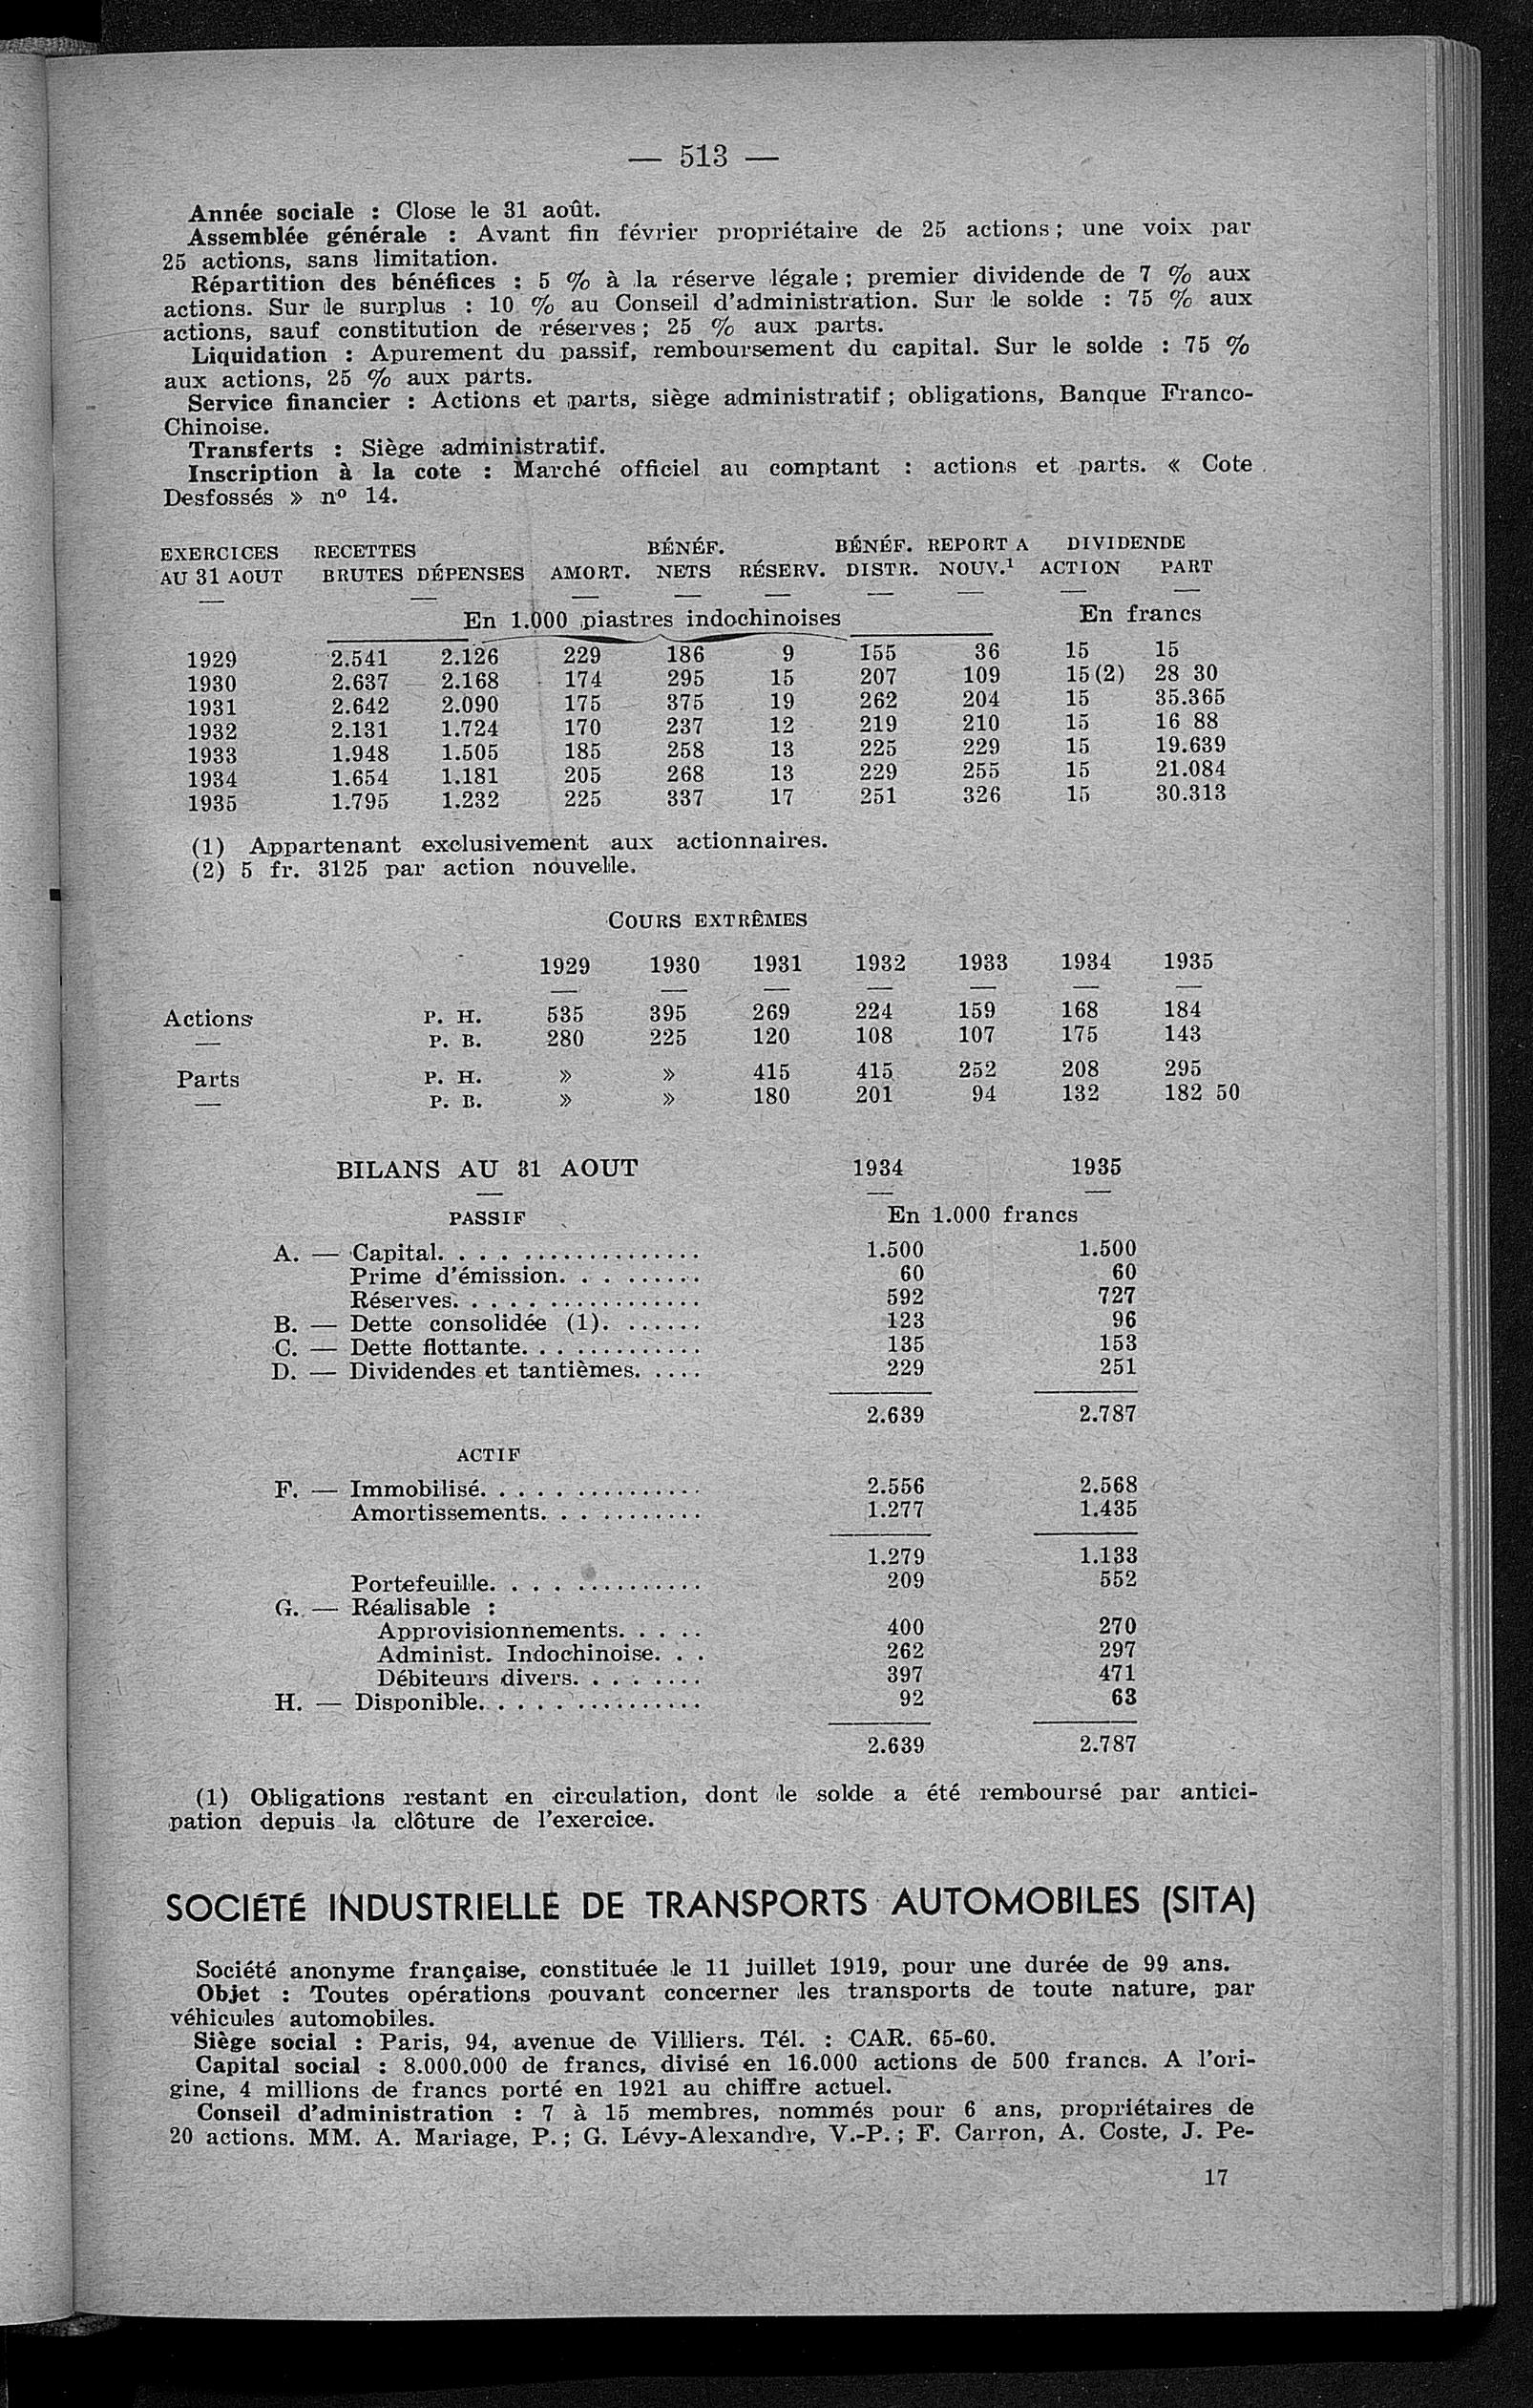 — 513 —
Année sociale : Close le 31 août.
Assemblée générale : Avant fin février propriétaire de 25 actions; une voix par
25 actions, sans limitation.
Répartition des bénéfices : 5 % à la réserve légale; premier dividende de 7 % aux
actions. Sur le surplus : 10 % au Conseil d'administration. Sur le solde : 75 % aux
actions, sauf constitution de réserves; 25 % aux parts.
Liquidation : Apurement du passif, remboursement du capital. Sur le solde : 75 %
aux actions, 25 % aux parts.
Service financier : Actions et parts, siège administratif; obligations, Banque Franco-
Chinoise.
Transferts : Siège administratif.
Inscription à la cote : Marché officiel au comptant : actions et parts. « Cote
Desfossés » nº 14.
EXERCICES RECETTES BÉNÉF. BÉNÉF. REPORT A DIVIDENDE
AU 31 AOUT BRUTES DÉPENSES AMORT. NETS RÉSERV. DISTR. NOUV.¹ ACTION PART
En 1.000 piastres indochinoises En francs
1929 2.541 2.126 229 186 9 155 36 15 15
1930 2.637 2.168 174 295 15 207 109 15(2) 28 30
1931 2.642 2.090 175 375 19 262 204 15 35.365
1932 2.131 1.724 170 237 12 219 210 15 16 88
1933 1.948 1.505 185 258 13 225 229 15 19.639
1934 1.654 1.181 205 268 13 229 255 15 21.084
1935 1.795 1.232 225 337 17 251 326 15 30.313
(1) Appartenant exclusivement aux actionnaires.
(2) 5 fr. 3125 par action nouvelle.
COURS EXTRÊMES
1929 1930 1931 1932 1933 1934 1935
Actions P. H. 535 395 269 224 159 168 184
— P. B. 280 225 120 108 107 175 143
Parts P. H. » » 415 415 252 208 295
— P. B. » » 180 201 94 132 182 50
BILANS AU 31 AOUT 1934 1935
PASSIF En 1.000 francs
A. — Capital. . . . . . . . . . . . . . . . . . 1.500 1.500
Prime d'émission. . . . . . . . . . 60 60
Réserves. . . . . . . . . . . . . . . . . 592 727
B. — Dette consolidée (1). . . . . . . 123 96
C. — Dette flottante. . . . . . . . . . . . . 135 153
D. — Dividendes et tantièmes. . . . . 229 251
2.639 2.787
ACTIF
F. — Immobilisé. . . . . . . . . . . . . . . . 2.556 2.568
Amortissements. . . . . . . . . . . . 1.277 1.435
1.279 1.133
Portefeuille. . . . . . . . . . . . . . . 209 552
G. — Réalisable :
Approvisionnements. . . . . 400 270
Administ. Indochinoise. . . 262 297
Débiteurs divers. . . . . . . . 397 471
H. — Disponible. . . . . . . . . . . . . . . . 92 63
2.639 2.787
(1) Obligations restant en circulation, dont le solde a été remboursé par antici-
pation depuis la clôture de l'exercice.
SOCIÉTÉ INDUSTRIELLE DE TRANSPORTS AUTOMOBILES (SITA)
Société anonyme française, constituée le 11 juillet 1919, pour une durée de 99 ans.
Objet : Toutes opérations pouvant concerner les transports de toute nature, par
véhicules automobiles.
Siège social : Paris, 94, avenue de Villiers. Tél. : CAR. 65-60.
Capital social : 8.000.000 de francs, divisé en 16.000 actions de 500 francs. A l'ori-
gine, 4 millions de francs porté en 1921 au chiffre actuel.
Conseil d'administration : 7 à 15 membres, nommés pour 6 ans, propriétaires de
20 actions. MM. A. Mariage, P.; G. Lévy-Alexandre, V.-P.; F. Carron, A. Coste, J. Pe-
17